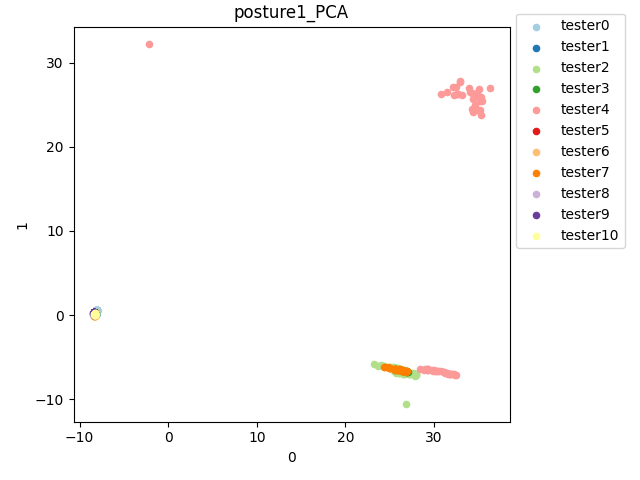 posture1_PCA
tester0
tester1
tester2
tester3
tester4
tester5
tester6
tester7
tester8
tester9
tester10
30
20
10
0
−10
1
−10 0 10 20 30
0